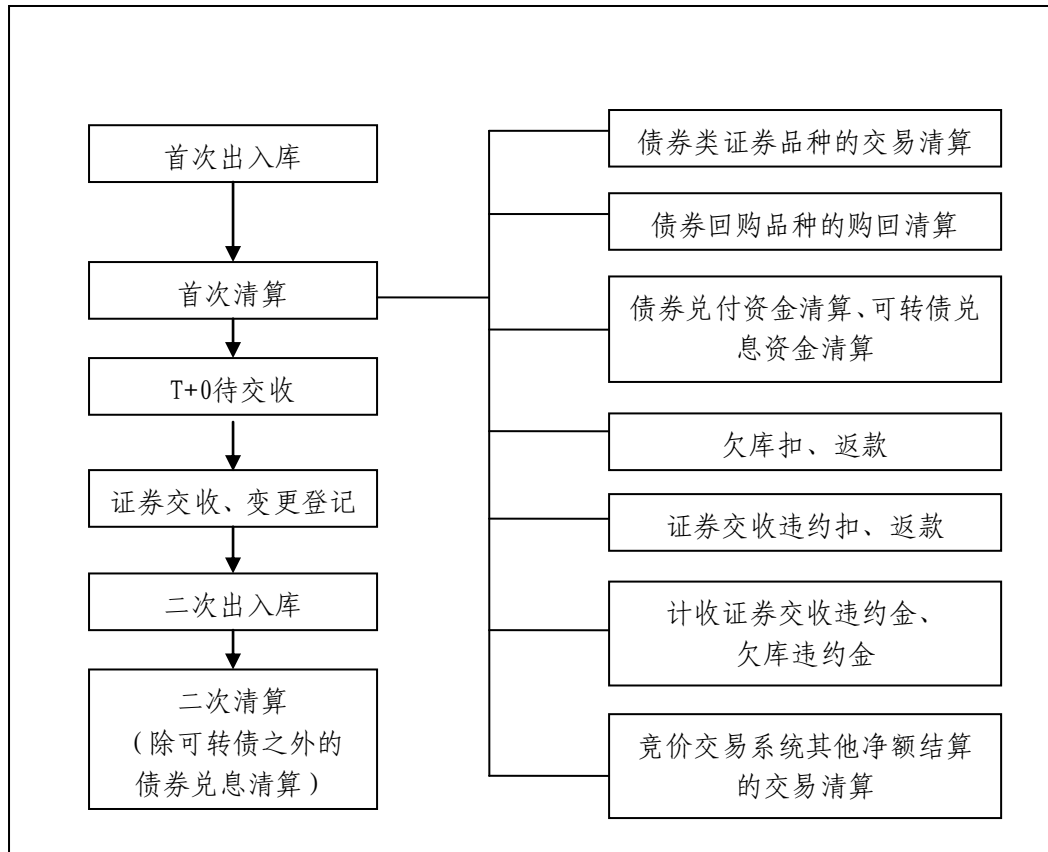 首次出入库
首次清算
T+0待交收
证券交收、变更登记
二次出入库
二次清算
（除可转债之外的
债券兑息清算）
债券类证券品种的交易清算
债券回购品种的购回清算
债券兑付资金清算、可转债兑
息资金清算
欠库扣、返款
证券交收违约扣、返款
计收证券交收违约金、
欠库违约金
竞价交易系统其他净额结算
的交易清算